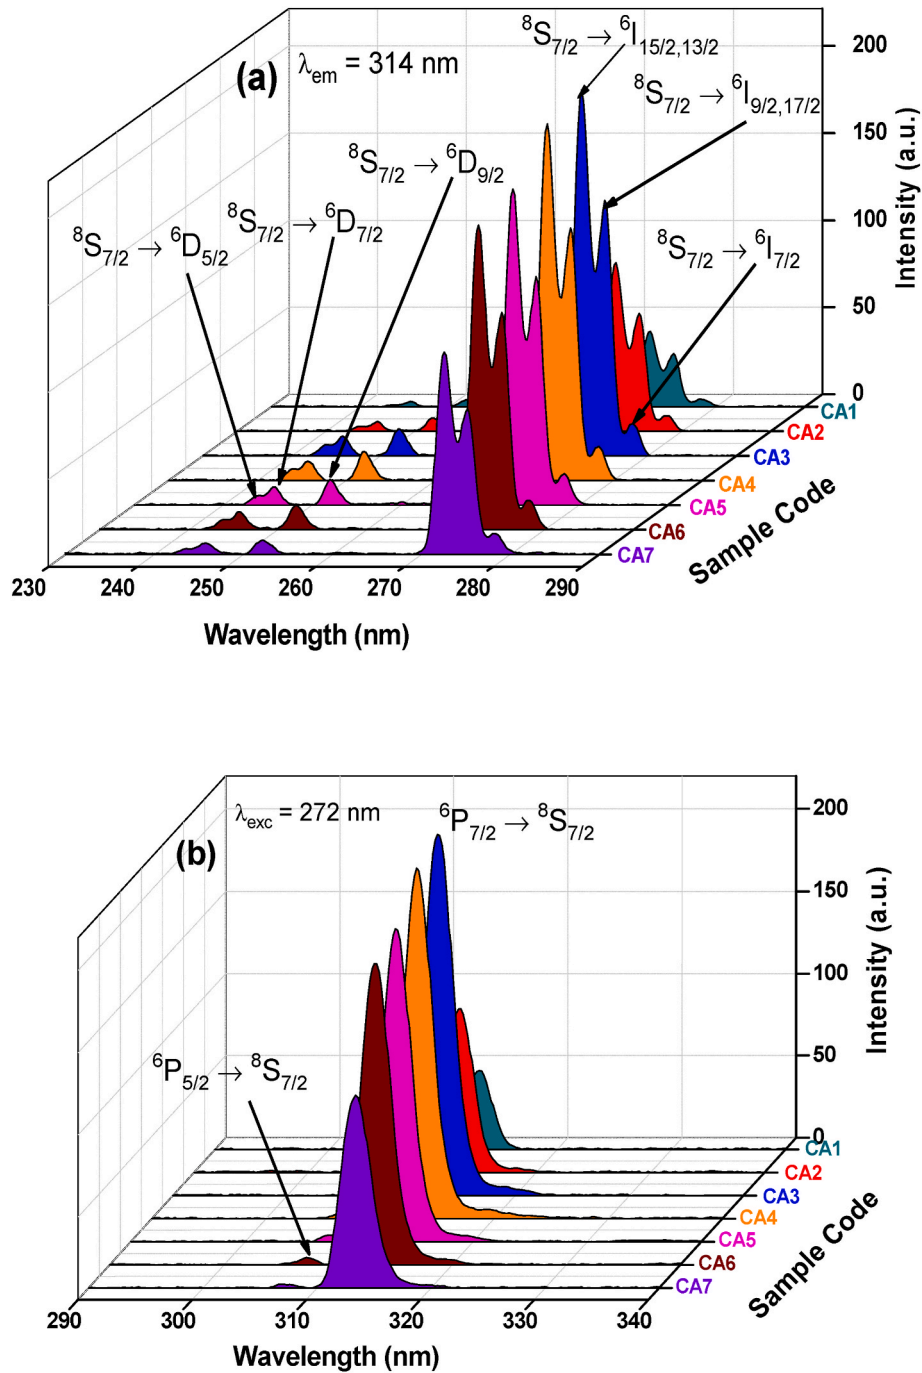 (a) λem = 314 nm
⁸S7/2 → ⁶I15/2,13/2
⁸S7/2 → ⁶I9/2,17/2
⁸S7/2 → ⁶D9/2
⁸S7/2 → ⁶D7/2
⁸S7/2 → ⁶D5/2
⁸S7/2 → ⁶I7/2
200
150
100
50
0
Intensity (a.u.)
CA1
CA2
CA3
CA4
CA5
CA6
CA7
Sample Code
230 240 250 260 270 280 290
Wavelength (nm)
(b) λexc = 272 nm
⁶P7/2 → ⁸S7/2
⁶P5/2 → ⁸S7/2
200
150
100
50
0
Intensity (a.u.)
CA1
CA2
CA3
CA4
CA5
CA6
CA7
Sample Code
290 300 310 320 330 340
Wavelength (nm)